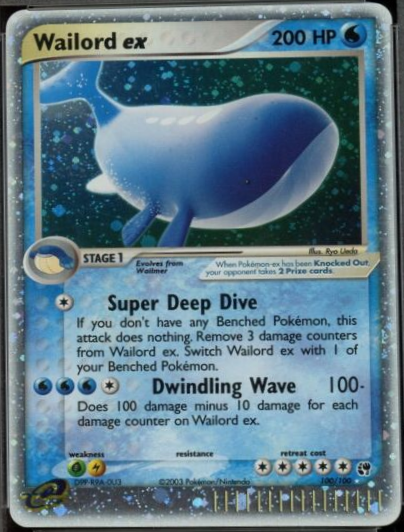 Wailord ex 200 HP
Illus. Ryo Ueda
STAGE 1
Evolves from
Wailmer
When Pokémon-ex has been Knocked Out,
your opponent takes 2 Prize cards.
Super Deep Dive
If you don't have any Benched Pokémon, this
attack does nothing. Remove 3 damage counters
from Wailord ex. Switch Wailord ex with 1 of
your Benched Pokémon.
Dwindling Wave 100-
Does 100 damage minus 10 damage for each
damage counter on Wailord ex.
weakness resistance retreat cost
©2003 Pokémon/Nintendo 100/100